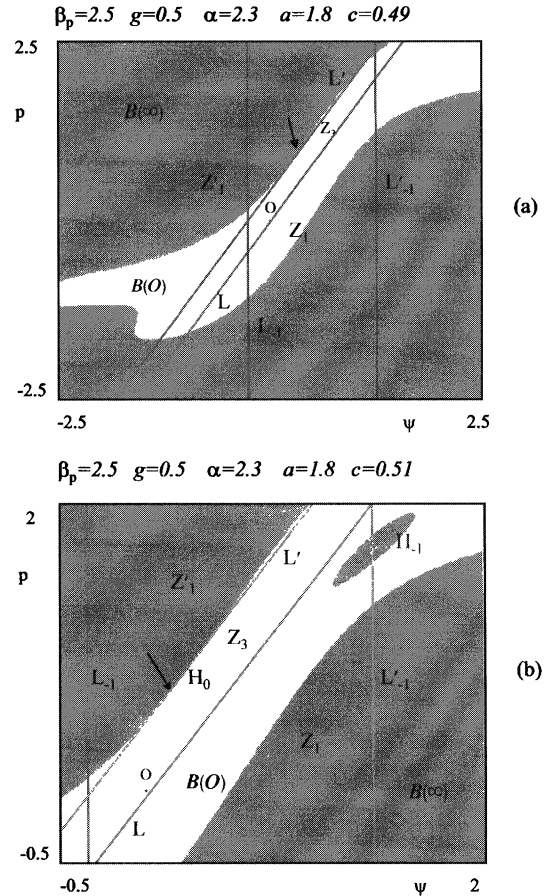 βp=2.5 g=0.5 α=2.3 a=1.8 c=0.49
2.5
L'
p
B(∞)
Z3
Z'1
L'-1
O
Z1
(a)
B(O)
L
L-1
-2.5
-2.5
ψ
2.5
βp=2.5 g=0.5 α=2.3 a=1.8 c=0.51
2
H-1
L'
p
Z'1
Z3
L-1
H0
L'-1
(b)
Z1
O
B(O)
B(∞)
L
-0.5
-0.5
ψ
2